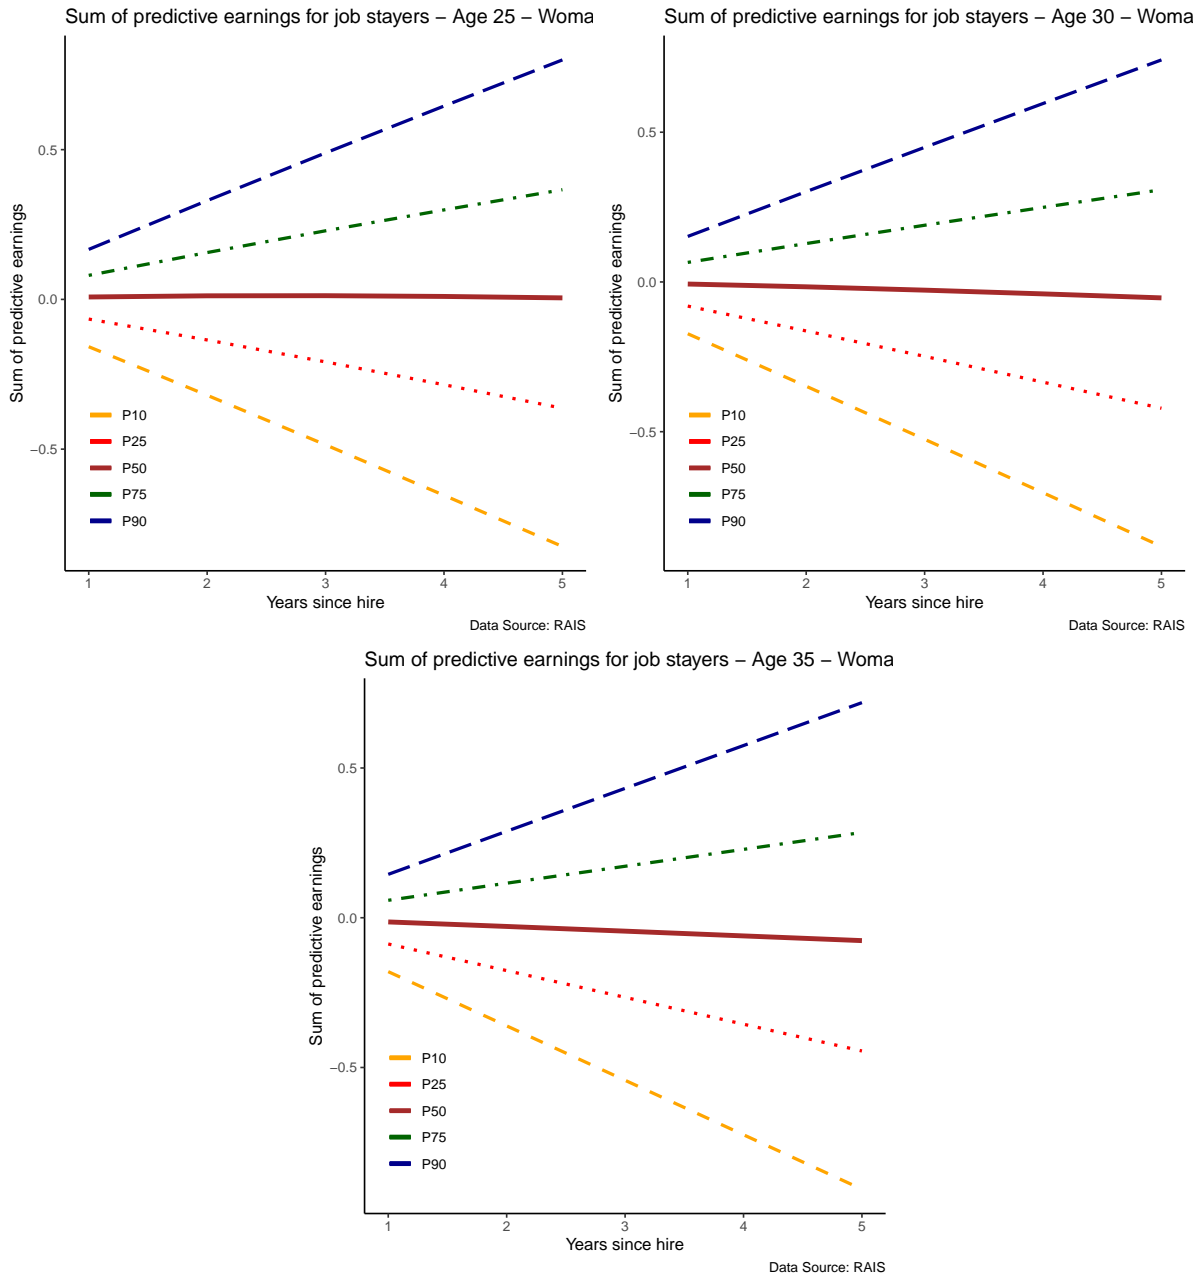 Sum of predictive earnings for job stayers – Age 25 – Woma
Sum of predictive earnings
0.5
0.0
−0.5
P10
P25
P50
P75
P90
1 2 3 4 5
Years since hire
Data Source: RAIS
Sum of predictive earnings for job stayers – Age 30 – Woma
Sum of predictive earnings
0.5
0.0
−0.5
P10
P25
P50
P75
P90
1 2 3 4 5
Years since hire
Data Source: RAIS
Sum of predictive earnings for job stayers – Age 35 – Woma
Sum of predictive earnings
0.5
0.0
−0.5
P10
P25
P50
P75
P90
1 2 3 4 5
Years since hire
Data Source: RAIS